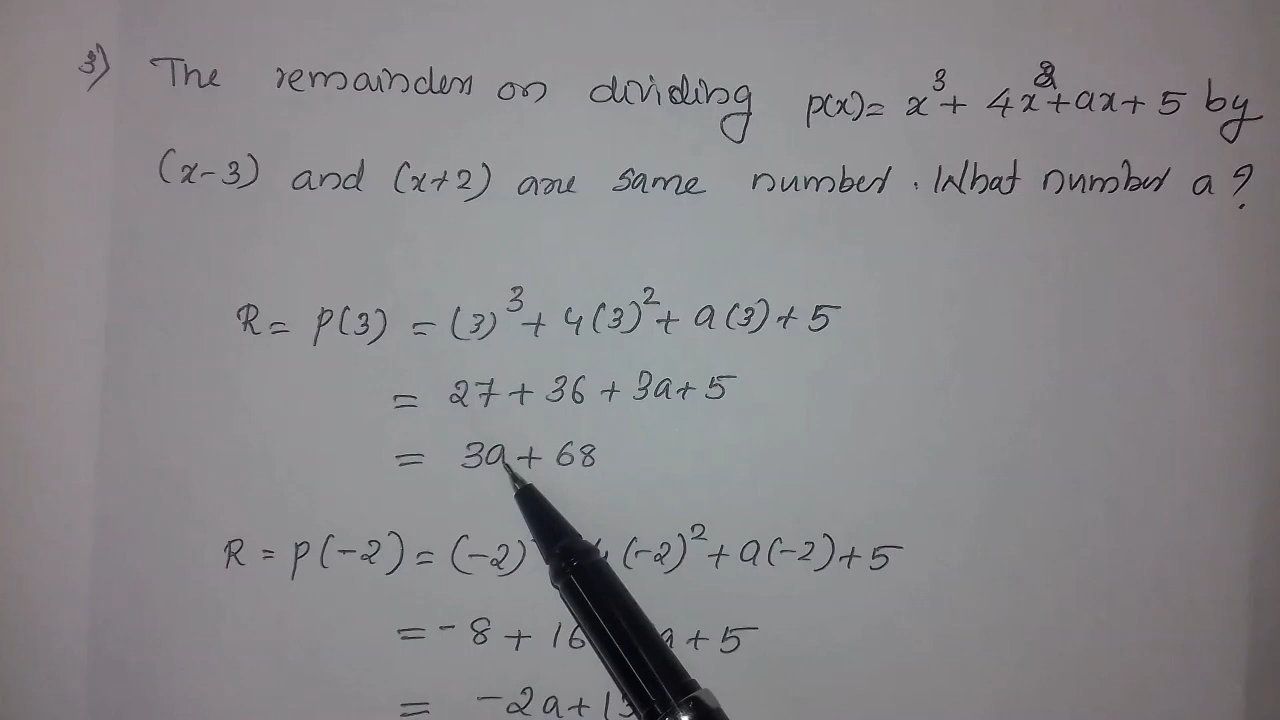 3) The remainder on dividing p(x)= x³+ 4x²+ax+ 5 by
(x-3) and (x+2) are same number. What number a?
R= P(3) = (3)³+ 4(3)²+ a(3)+ 5
= 27+ 36 + 3a+ 5
= 3a+ 68
R = P(-2) = (-2) (-2)²+ a(-2)+5
= -8 + 16 + 5
= -2a+13